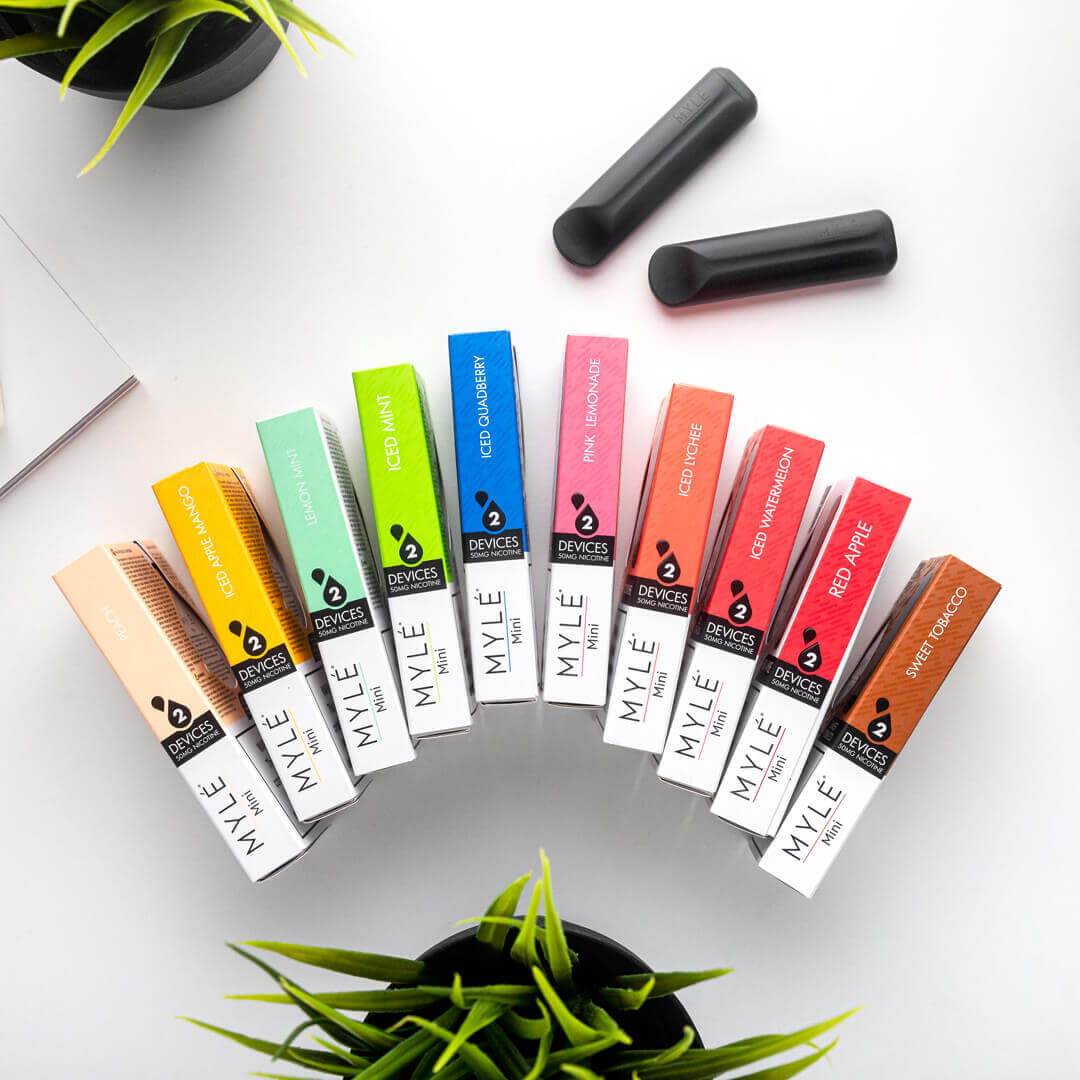 MYLÉ
PEACH
2
DEVICES
50MG NICOTINE
MYLÉ
Mini
ICED APPLE MANGO
2
DEVICES
50MG NICOTINE
MYLÉ
Mini
LEMON MINT
2
DEVICES
50MG NICOTINE
MYLÉ
Mini
ICED MINT
2
DEVICES
50MG NICOTINE
MYLÉ
Mini
ICED QUADBERRY
2
DEVICES
50MG NICOTINE
MYLÉ
Mini
PINK LEMONADE
2
DEVICES
50MG NICOTINE
MYLÉ
Mini
ICED LYCHEE
2
DEVICES
50MG NICOTINE
MYLÉ
Mini
ICED WATERMELON
2
DEVICES
50MG NICOTINE
MYLÉ
Mini
RED APPLE
2
DEVICES
50MG NICOTINE
MYLÉ
Mini
SWEET TOBACCO
2
DEVICES
50MG NICOTINE
MYLÉ
Mini